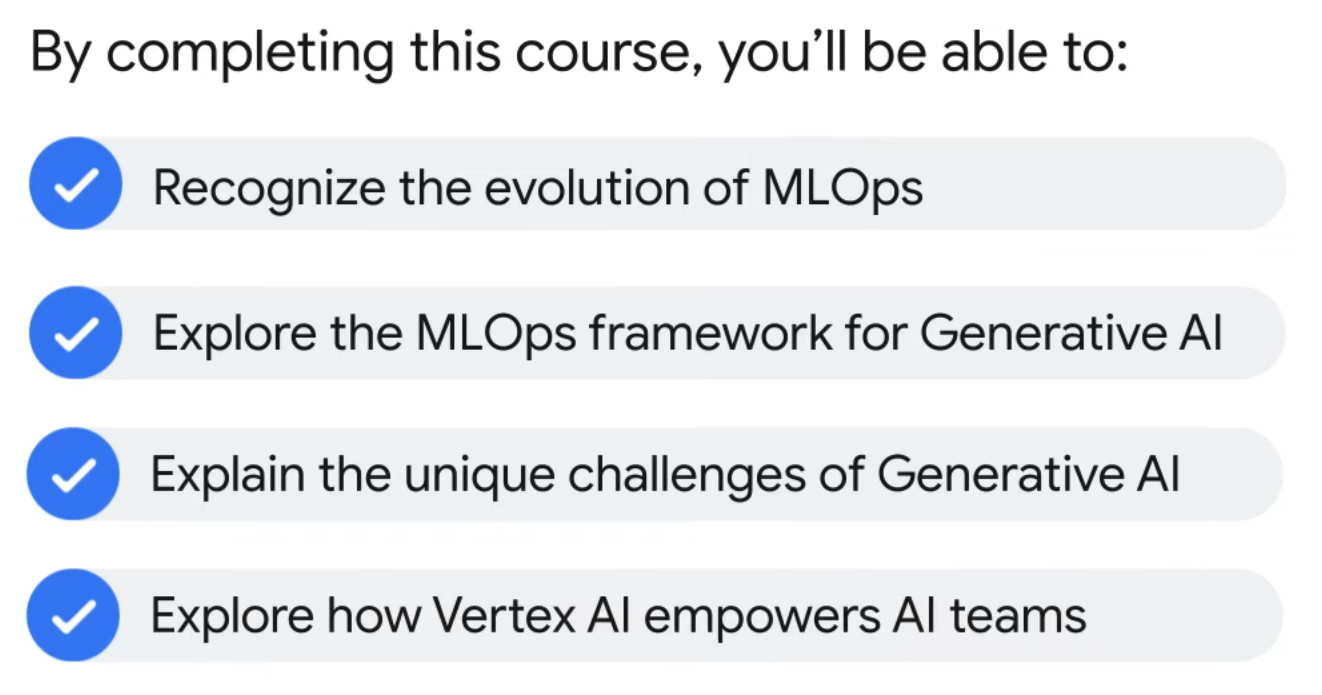 By completing this course, you’ll be able to:
Recognize the evolution of MLOps
Explore the MLOps framework for Generative AI
Explain the unique challenges of Generative AI
Explore how Vertex AI empowers AI teams